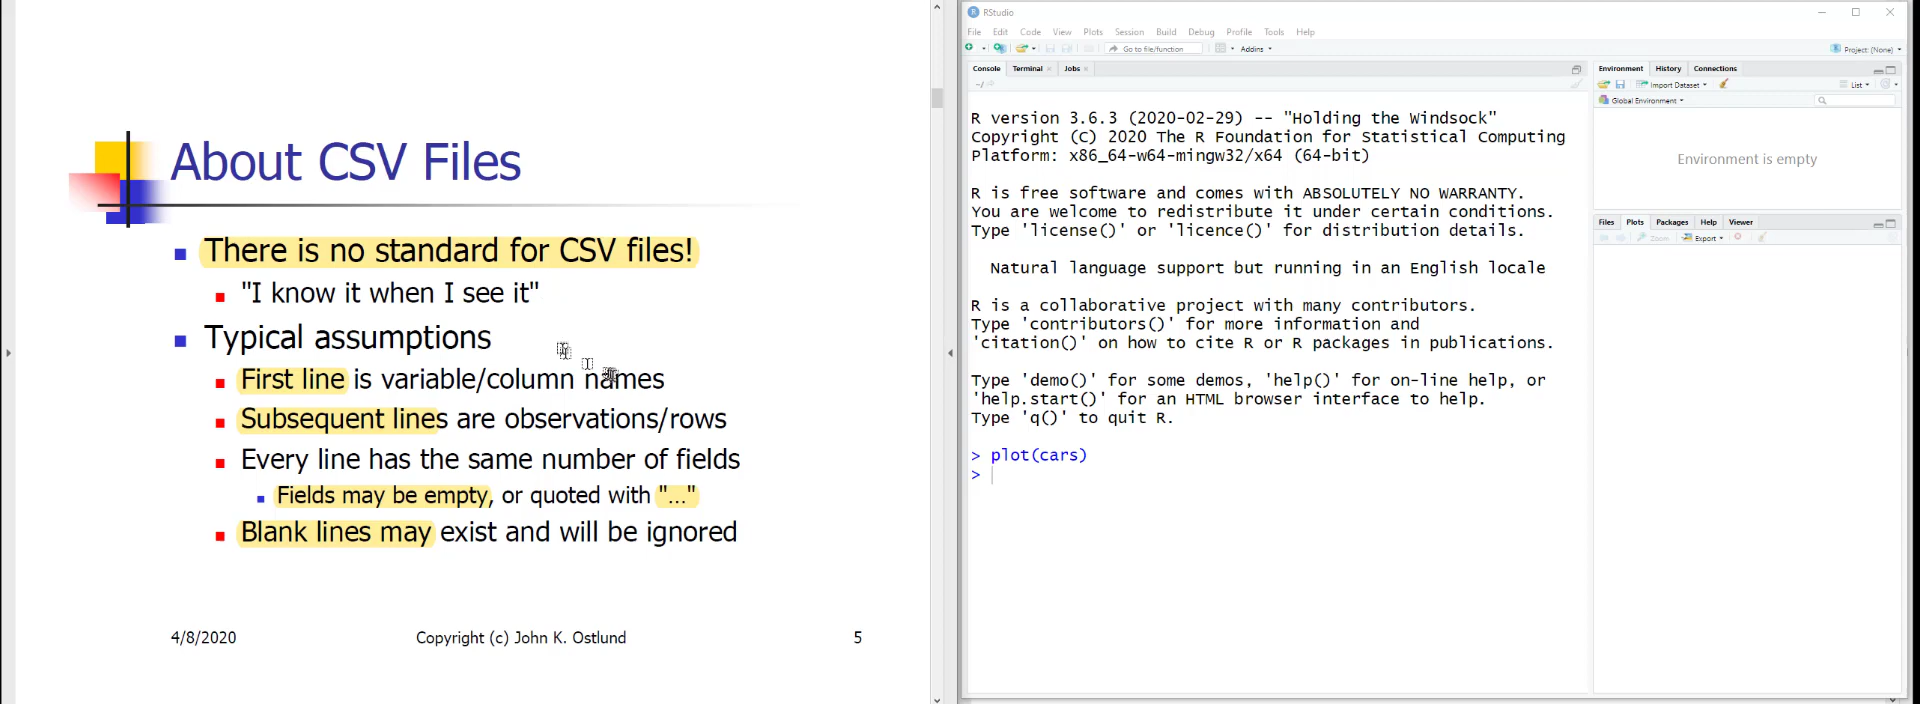 About CSV Files
There is no standard for CSV files!
"I know it when I see it"
Typical assumptions
First line is variable/column names
Subsequent lines are observations/rows
Every line has the same number of fields
Fields may be empty, or quoted with "..."
Blank lines may exist and will be ignored
4/8/2020
Copyright (c) John K. Ostlund
5
RStudio
File Edit Code View Plots Session Build Debug Profile Tools Help
Go to file/function
Addins
Project: (None)
Console Terminal Jobs
~/
R version 3.6.3 (2020-02-29) -- "Holding the Windsock"
Copyright (C) 2020 The R Foundation for Statistical Computing
Platform: x86_64-w64-mingw32/x64 (64-bit)
R is free software and comes with ABSOLUTELY NO WARRANTY.
You are welcome to redistribute it under certain conditions.
Type 'license()' or 'licence()' for distribution details.
Natural language support but running in an English locale
R is a collaborative project with many contributors.
Type 'contributors()' for more information and
'citation()' on how to cite R or R packages in publications.
Type 'demo()' for some demos, 'help()' for on-line help, or
'help.start()' for an HTML browser interface to help.
Type 'q()' to quit R.
> plot(cars)
>
Environment History Connections
Import Dataset
List
Global Environment
Environment is empty
Files Plots Packages Help Viewer
Zoom Export